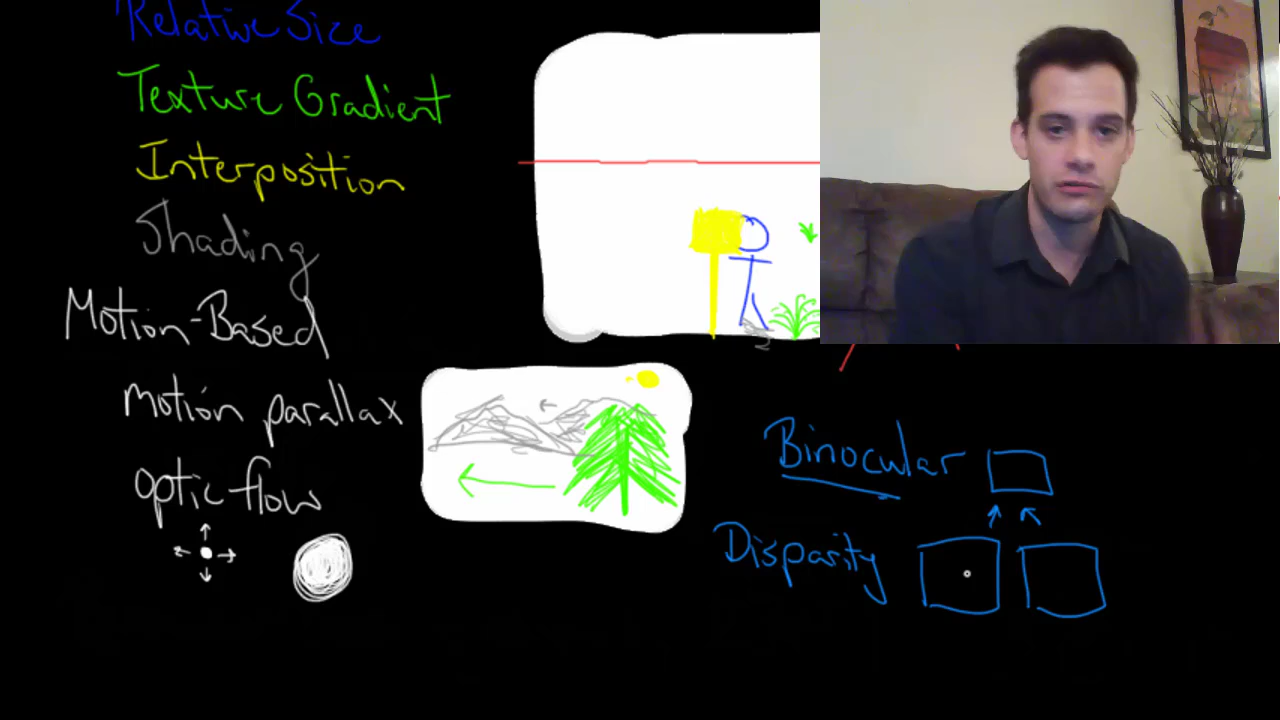 Relative Size
Texture Gradient
Interposition
Shading
Motion-Based
motion parallax
optic flow
Binocular
Disparity